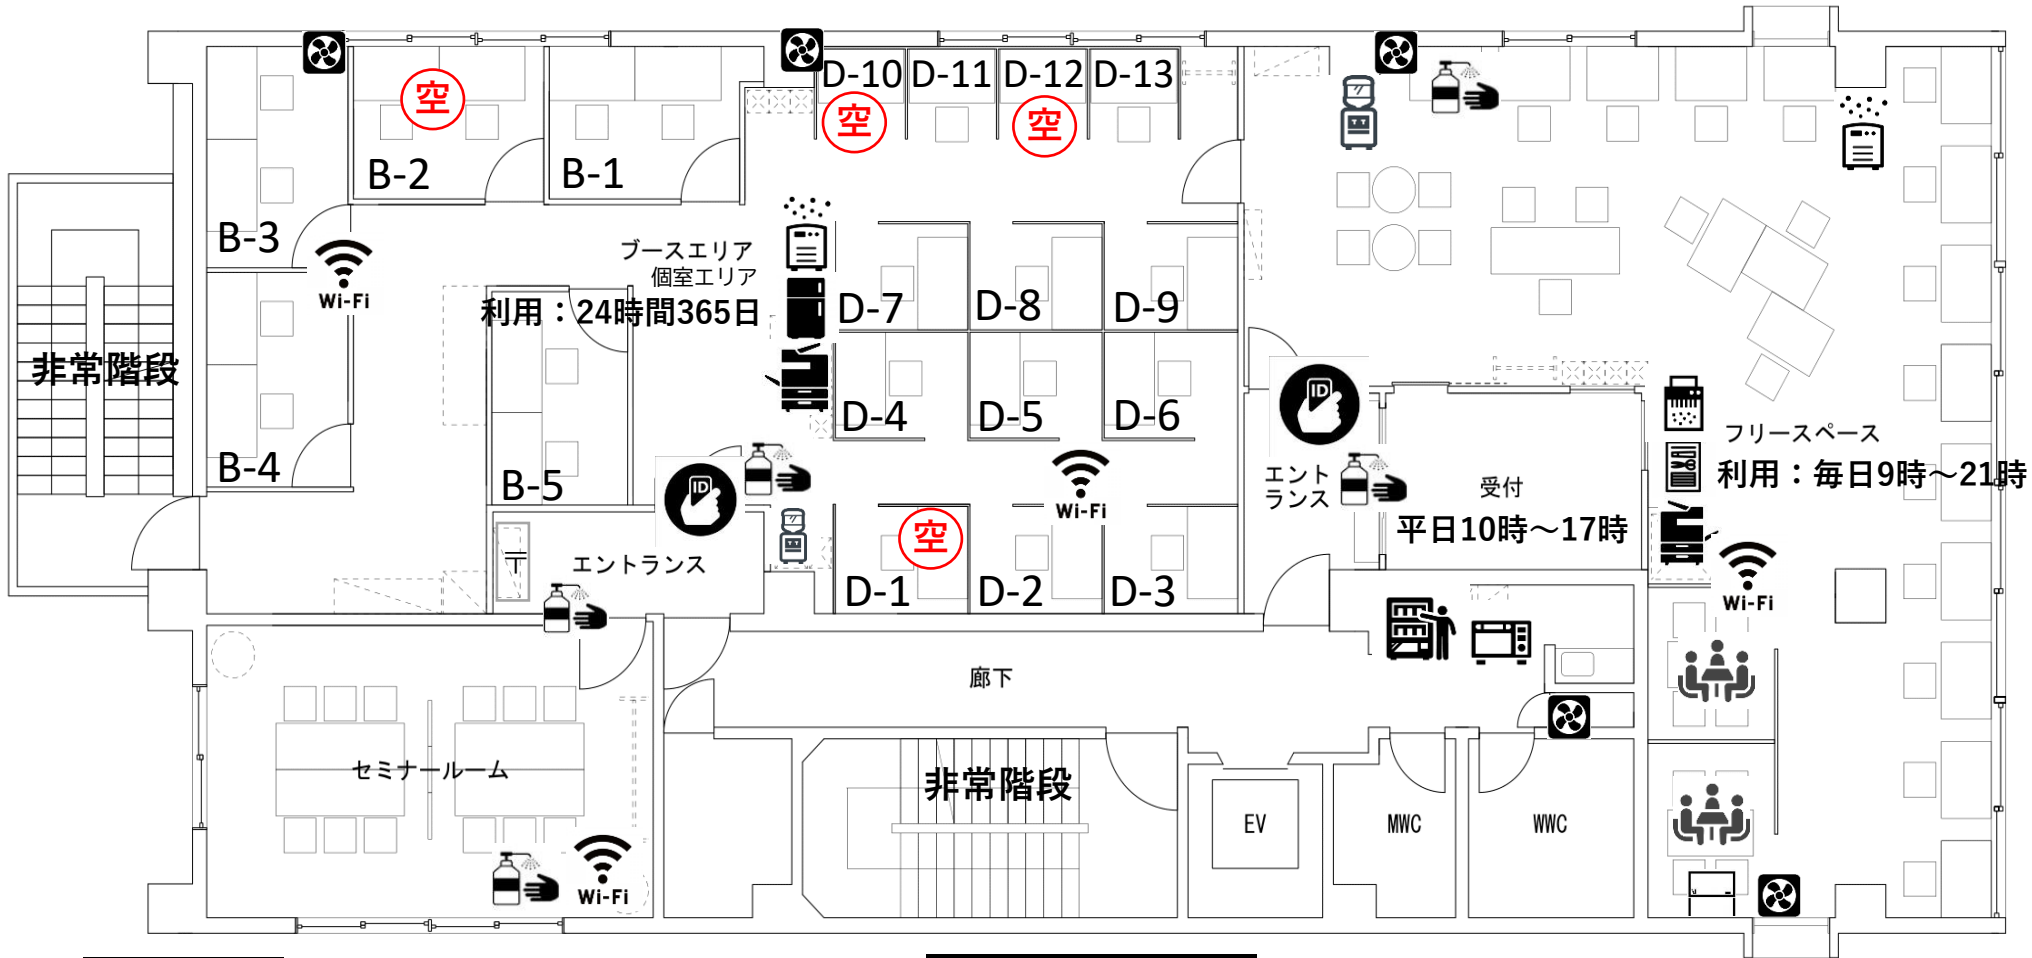 D-10
D-11
D-12
D-13
空
空
空
B-2
B-1
B-3
Wi-Fi
ブースエリア
個室エリア
利用：24時間365日
D-7
D-8
D-9
非常階段
D-4
D-5
D-6
B-4
B-5
ID
ID
エント
ランス
受付
平日10時～17時
フリースペース
利用：毎日9時～21時
Wi-Fi
空
〒
エントランス
D-1
D-2
D-3
Wi-Fi
廊下
セミナールーム
非常階段
EV
MWC
WWC
Wi-Fi